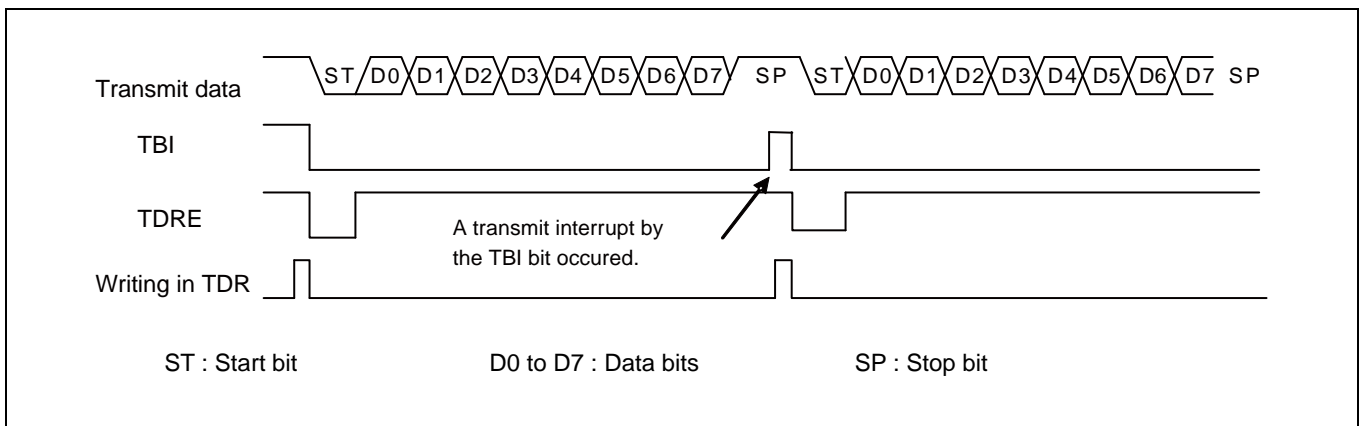 Transmit data ST D0 D1 D2 D3 D4 D5 D6 D7 SP ST D0 D1 D2 D3 D4 D5 D6 D7 SP
TBI
TDRE
A transmit interrupt by
the TBI bit occured.
Writing in TDR
ST : Start bit D0 to D7 : Data bits SP : Stop bit